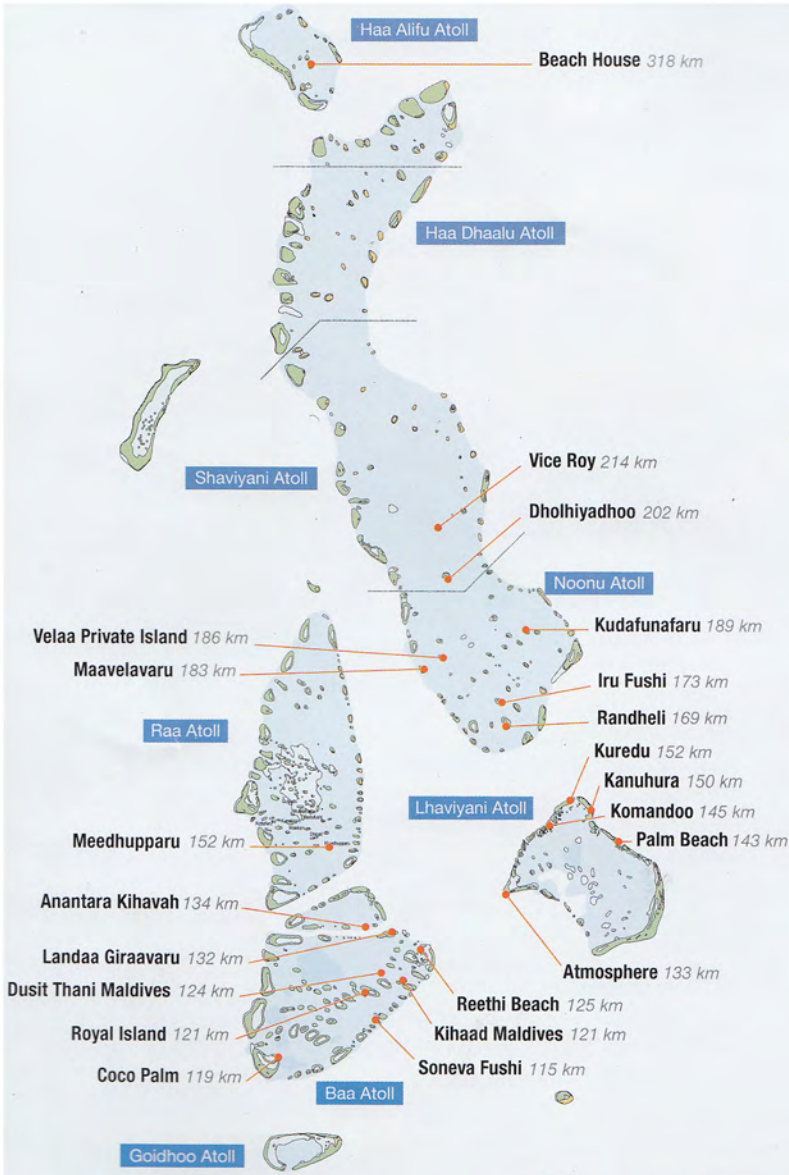 Haa Alifu Atoll
Beach House 318 km
Haa Dhaalu Atoll
Shaviyani Atoll
Vice Roy 214 km
Dholhiyadhoo 202 km
Noonu Atoll
Velaa Private Island 186 km
Kudafunafaru 189 km
Maavelavaru 183 km
Iru Fushi 173 km
Randheli 169 km
Raa Atoll
Kuredu 152 km
Kanuhura 150 km
Lhaviyani Atoll
Komandoo 145 km
Palm Beach 143 km
Meedhupparu 152 km
Anantara Kihavah 134 km
Landaa Giraavaru 132 km
Atmosphere 133 km
Dusit Thani Maldives 124 km
Reethi Beach 125 km
Royal Island 121 km
Kihaad Maldives 121 km
Soneva Fushi 115 km
Coco Palm 119 km
Baa Atoll
Goidhoo Atoll